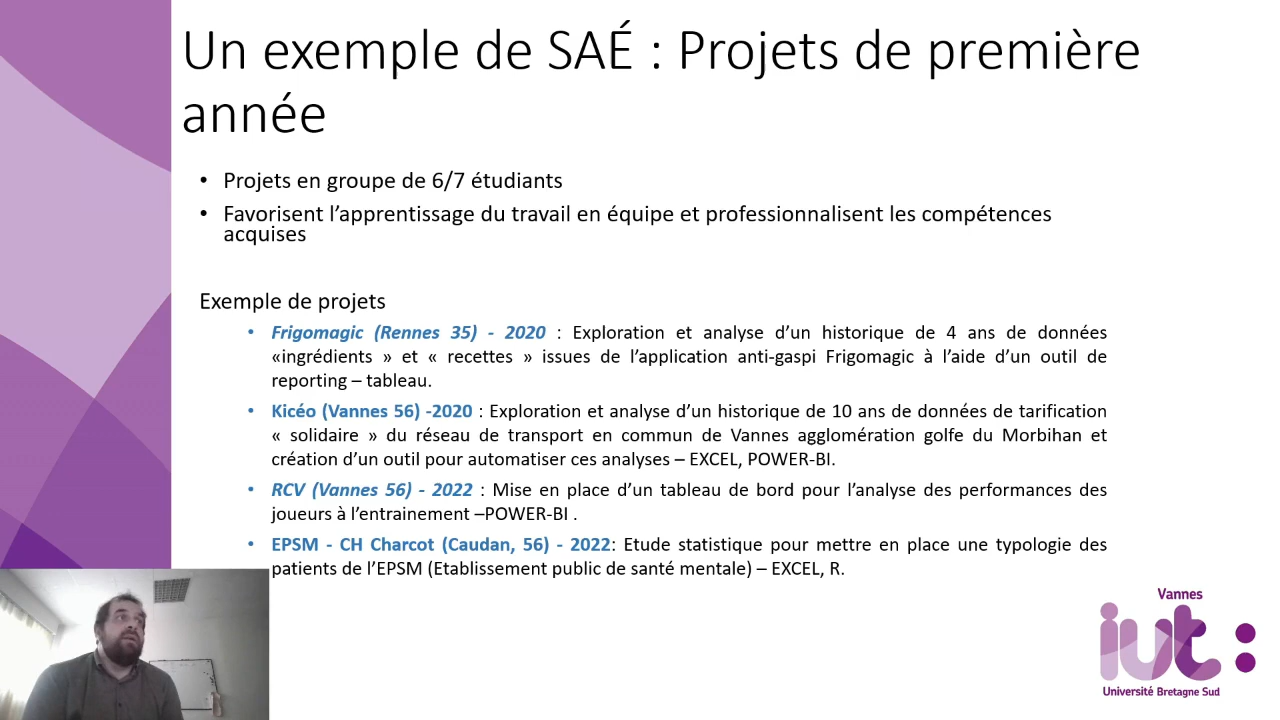 Un exemple de SAÉ : Projets de première
année
• Projets en groupe de 6/7 étudiants
• Favorisent l’apprentissage du travail en équipe et professionnalisent les compétences
acquises
Exemple de projets
• Frigomagic (Rennes 35) - 2020 : Exploration et analyse d’un historique de 4 ans de données
«ingrédients » et « recettes » issues de l’application anti-gaspi Frigomagic à l’aide d’un outil de
reporting – tableau.
• Kicéo (Vannes 56) -2020 : Exploration et analyse d’un historique de 10 ans de données de tarification
« solidaire » du réseau de transport en commun de Vannes agglomération golfe du Morbihan et
création d’un outil pour automatiser ces analyses – EXCEL, POWER-BI.
• RCV (Vannes 56) - 2022 : Mise en place d’un tableau de bord pour l’analyse des performances des
joueurs à l’entrainement –POWER-BI .
• EPSM - CH Charcot (Caudan, 56) - 2022: Etude statistique pour mettre en place une typologie des
patients de l’EPSM (Etablissement public de santé mentale) – EXCEL, R.
Vannes
iut:
Université Bretagne Sud